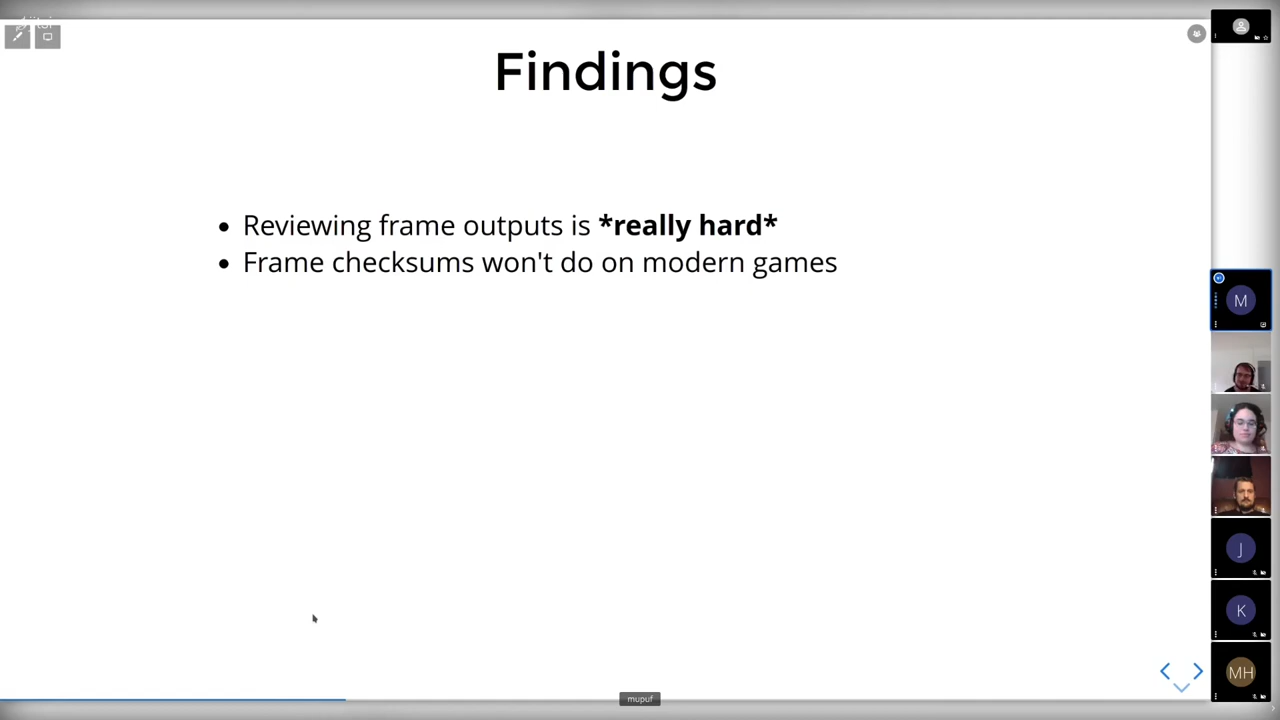 Findings
Reviewing frame outputs is *really hard*
Frame checksums won't do on modern games
M
J
K
MH
mupuf